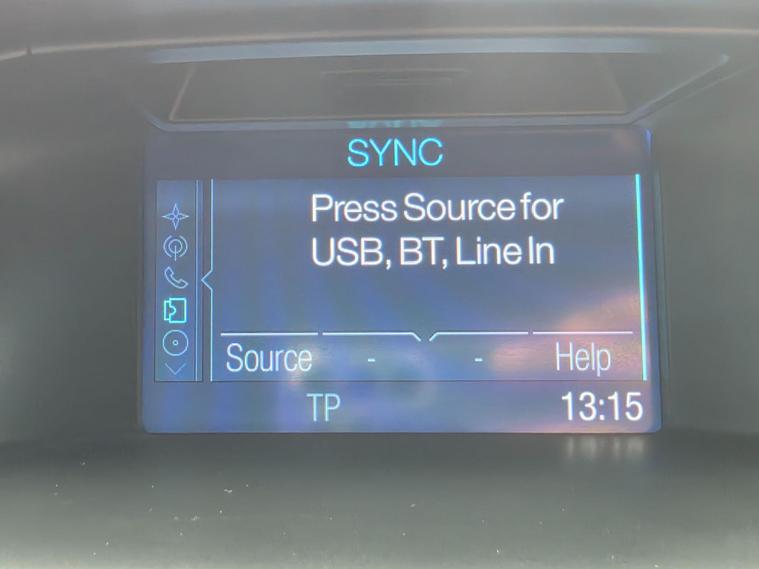 SYNC
Press Source for
USB, BT, Line In
Source - - Help
TP 13:15